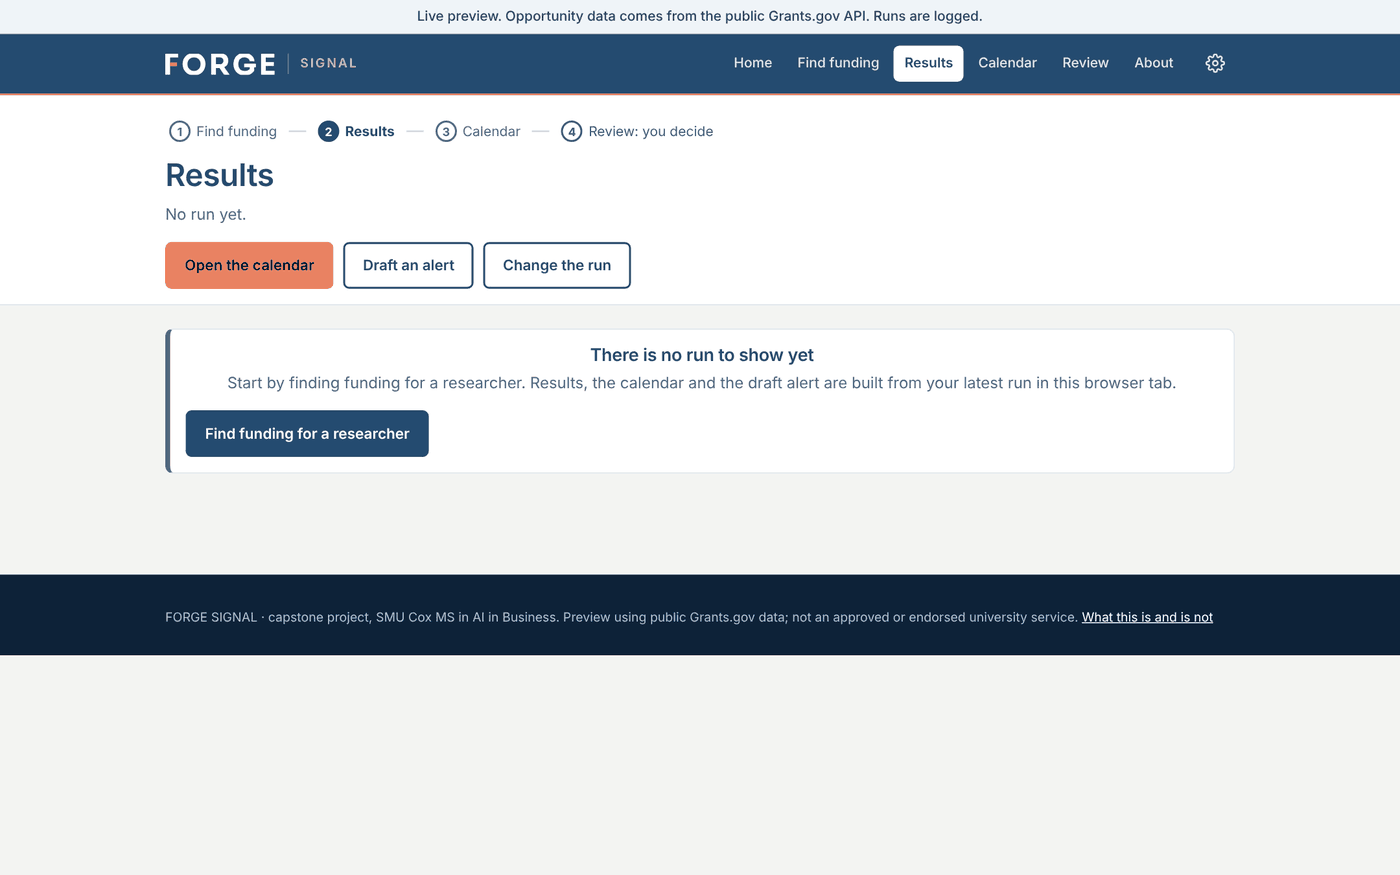 Live preview. Opportunity data comes from the public Grants.gov API. Runs are logged.
FORGE SIGNAL
Home Find funding Results Calendar Review About
1 Find funding 2 Results 3 Calendar 4 Review: you decide
Results
No run yet.
Open the calendar Draft an alert Change the run
There is no run to show yet
Start by finding funding for a researcher. Results, the calendar and the draft alert are built from your latest run in this browser tab.
Find funding for a researcher
FORGE SIGNAL · capstone project, SMU Cox MS in AI in Business. Preview using public Grants.gov data; not an approved or endorsed university service. What this is and is not